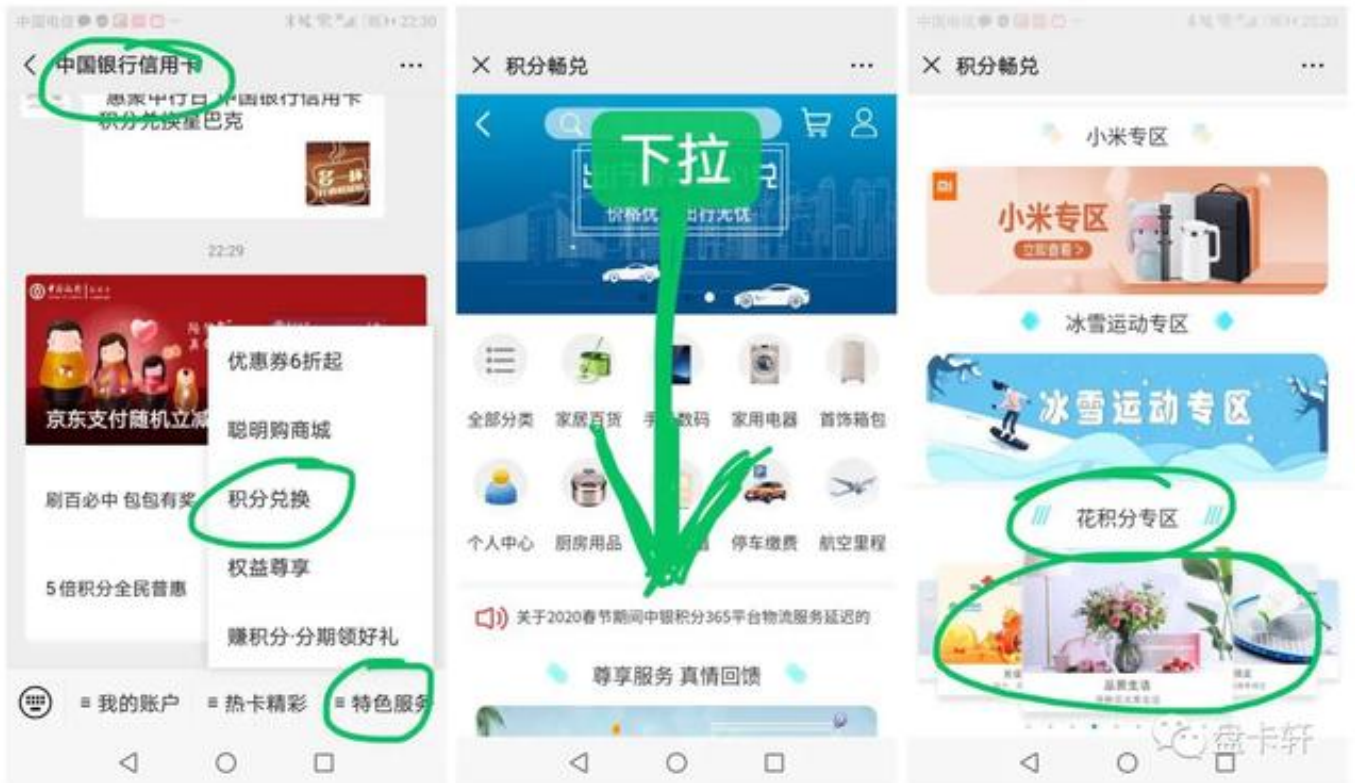 中国电信
22:30
中国银行信用卡
惠聚中行日 中国银行信用卡
积分兑换星巴克
22:29
京东支付随机立减
刷百必中 包包有奖
5倍积分全民普惠
优惠券6折起
聪明购商城
积分兑换
权益尊享
赚积分·分期领好礼
≡ 我的账户
≡ 热卡精彩
≡ 特色服务
积分畅兑
下拉
全部分类
家居百货
家用电器
首饰箱包
个人中心
厨房用品
停车缴费
航空里程
关于2020春节期间中银积分365平台物流服务延迟的
尊享服务 真情回馈
中国电信
积分畅兑
小米专区
小米专区
立即查看>
冰雪运动专区
冰雪运动专区
花积分专区
品质生活
盘卡轩